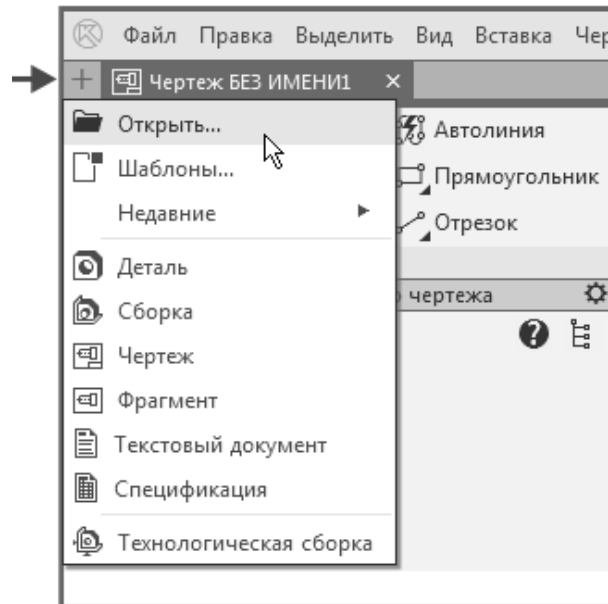 Файл Правка Выделить Вид Вставка Чер
+ Чертеж БЕЗ ИМЕНИ1 ×
Открыть...
Автолиния
Шаблоны...
Прямоугольник
Недавние
Отрезок
Деталь
чертежа
Сборка
Чертеж
Фрагмент
Текстовый документ
Спецификация
Технологическая сборка